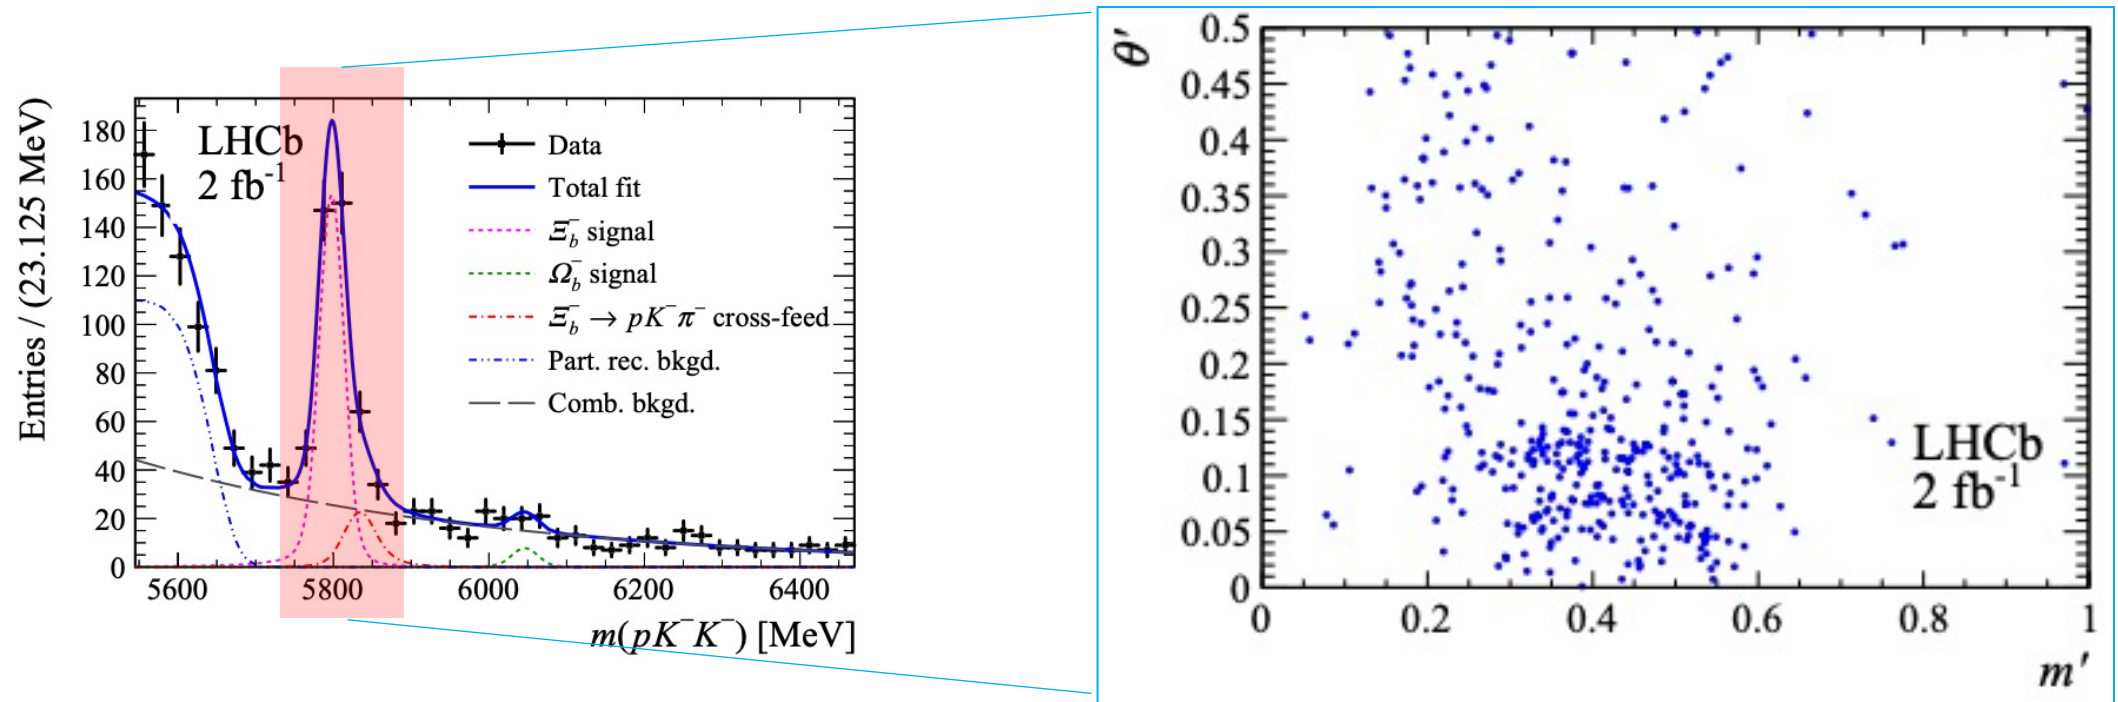 Entries / (23.125 MeV)
180
160
140
120
100
80
60
40
20
0
LHCb
2 fb⁻¹
Data
Total fit
Ξb⁻ signal
Ωb⁻ signal
Ξb⁻ → pK⁻π⁻ cross-feed
Part. rec. bkgd.
Comb. bkgd.
5600 5800 6000 6200 6400
m(pK⁻K⁻) [MeV]
θ′
0.5
0.45
0.4
0.35
0.3
0.25
0.2
0.15
0.1
0.05
0
LHCb
2 fb⁻¹
0 0.2 0.4 0.6 0.8 1
m′